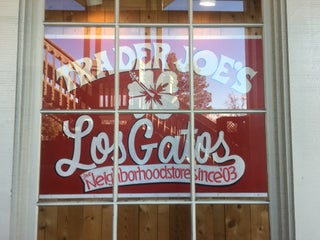 TRADER JOE'S
Los Gatos
THE Neighborhood store since '03